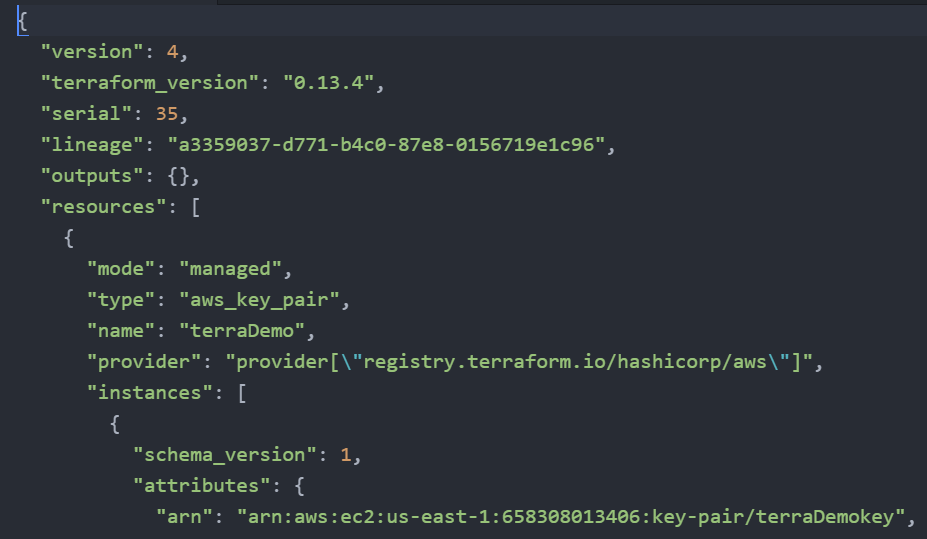 {
"version": 4,
"terraform_version": "0.13.4",
"serial": 35,
"lineage": "a3359037-d771-b4c0-87e8-0156719e1c96",
"outputs": {},
"resources": [
{
"mode": "managed",
"type": "aws_key_pair",
"name": "terraDemo",
"provider": "provider[\"registry.terraform.io/hashicorp/aws\"]",
"instances": [
{
"schema_version": 1,
"attributes": {
"arn": "arn:aws:ec2:us-east-1:658308013406:key-pair/terraDemokey",